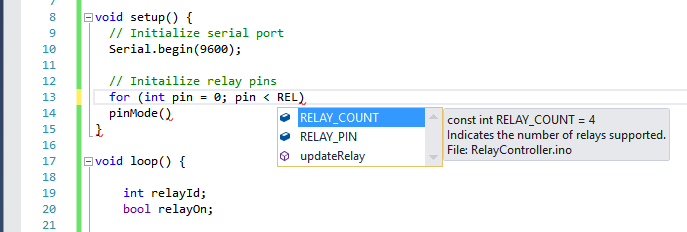 7
8 void setup() {
9 // Initialize serial port
10 Serial.begin(9600);
11
12 // Initailize relay pins
13 for (int pin = 0; pin < REL)
14 pinMode()
15 }
16
17 void loop() {
18
19 int relayId;
20 bool relayOn;
21
RELAY_COUNT
RELAY_PIN
updateRelay
const int RELAY_COUNT = 4
Indicates the number of relays supported.
File: RelayController.ino